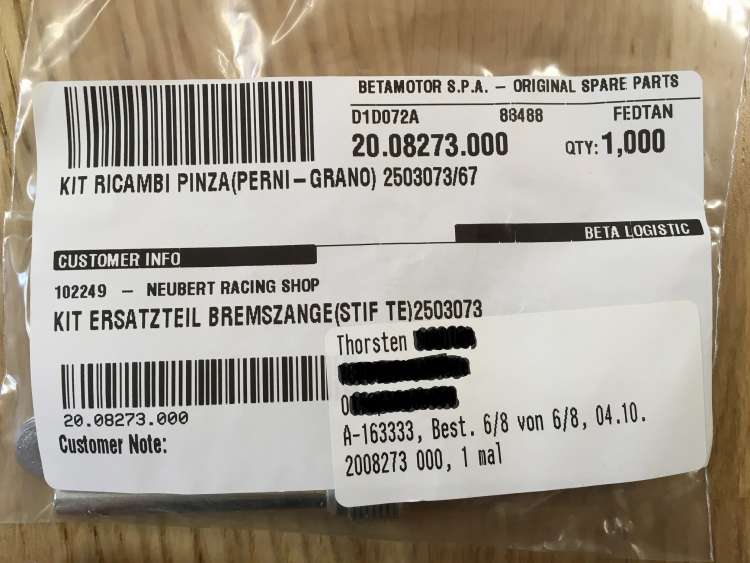 BETAMOTOR S.P.A. – ORIGINAL SPARE PARTS
D1D072A 88488 FEDTAN
20.08273.000 QTY: 1,000
KIT RICAMBI PINZA(PERNI–GRANO) 2503073/67
BETA LOGISTIC
CUSTOMER INFO
102249 – NEUBERT RACING SHOP
KIT ERSATZTEIL BREMSZANGE(STIF TE)2503073
20.08273.000
Customer Note:
Thorsten
A-163333, Best. 6/8 von 6/8, 04.10.
2008273 000, 1 mal